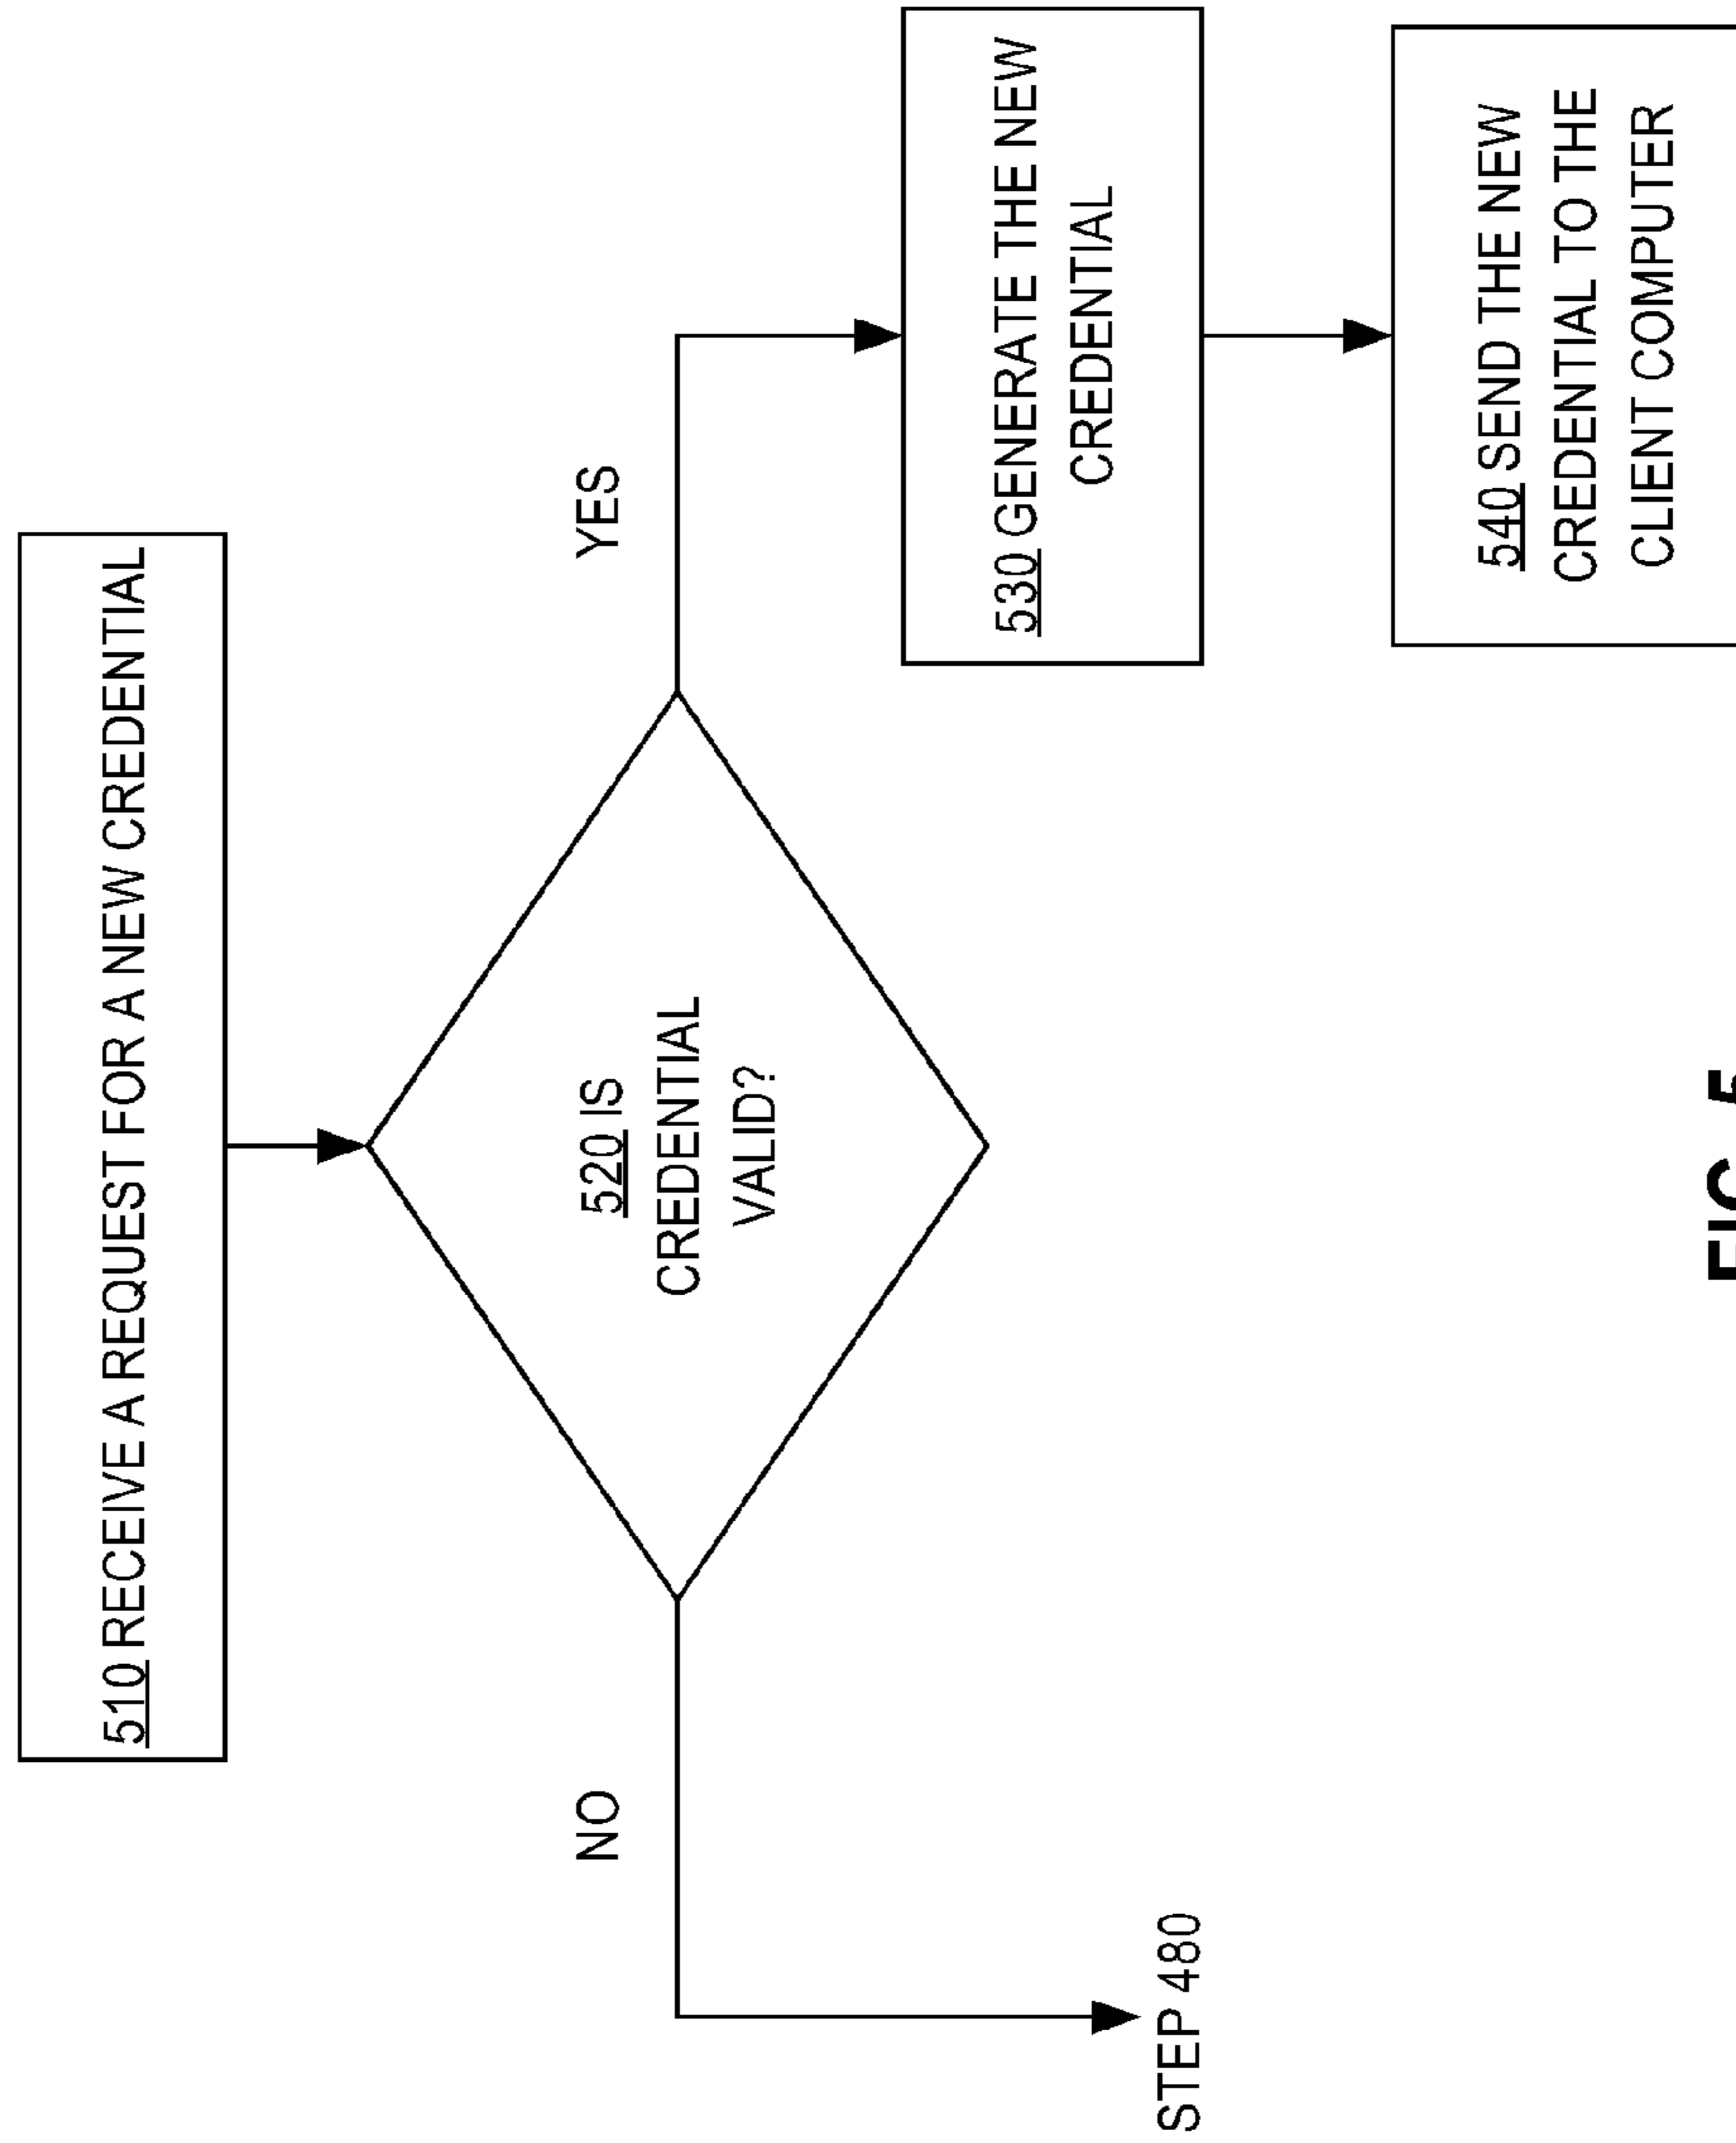 510 RECEIVE A REQUEST FOR A NEW CREDENTIAL
NO
520 IS
CREDENTIAL
VALID?
YES
STEP 480
530 GENERATE THE NEW
CREDENTIAL
540 SEND THE NEW
CREDENTIAL TO THE
CLIENT COMPUTER